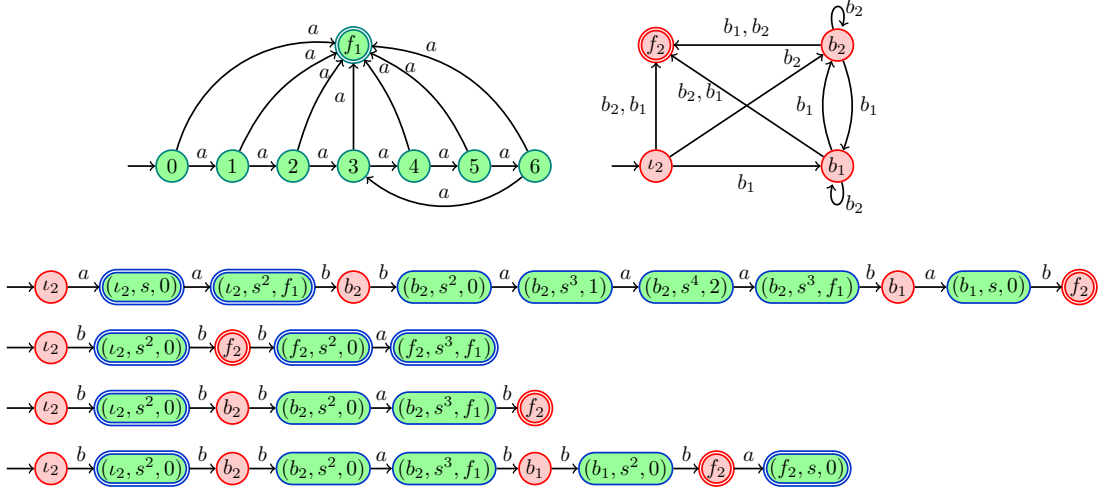 a
f₁
a a a a a
b₁, b₂
b₂
b₂
f₂
b₂
a
b₂, b₁
b₂, b₁
b₁
b₁
0 a 1 a 2 a 3 a 4 a 5 a 6
ι₂
b₁
b₁
b₂
a
ι₂ a (ι₂, s, 0) a (ι₂, s², f₁) b b₂ b (b₂, s², 0) a (b₂, s³, 1) a (b₂, s⁴, 2) a (b₂, s³, f₁) b b₁ a (b₁, s, 0) b f₂
ι₂ b (ι₂, s², 0) b f₂ b (f₂, s², 0) a (f₂, s³, f₁)
ι₂ b (ι₂, s², 0) b b₂ b (b₂, s², 0) a (b₂, s³, f₁) b f₂
ι₂ b (ι₂, s², 0) b b₂ b (b₂, s², 0) a (b₂, s³, f₁) b b₁ b (b₁, s², 0) b f₂ a (f₂, s, 0)